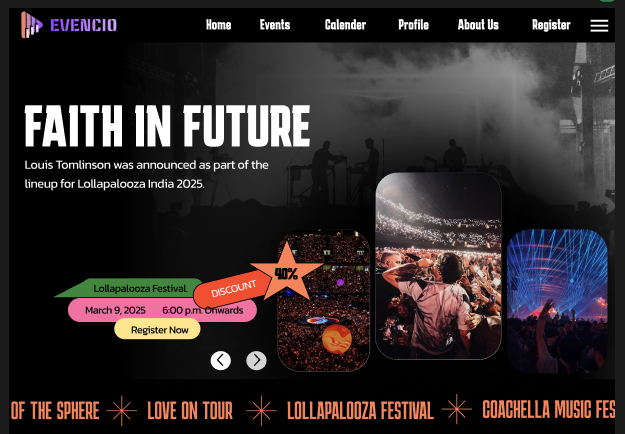 EVENCIO
Home Events Calender Profile About Us Register
FAITH IN FUTURE
Louis Tomlinson was announced as part of the
lineup for Lollapalooza India 2025.
40%
DISCOUNT
Lollapalooza Festival
March 9, 2025 6:00 p.m. Onwards
Register Now
OF THE SPHERE LOVE ON TOUR LOLLAPALOOZA FESTIVAL COACHELLA MUSIC FES